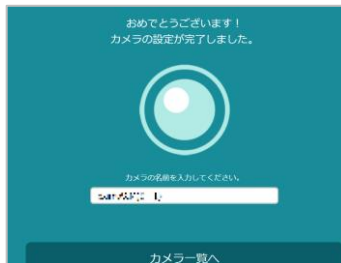 おめでとうございます！
カメラの設定が完了しました。
カメラの名前を入力してください。
カメラ一覧へ